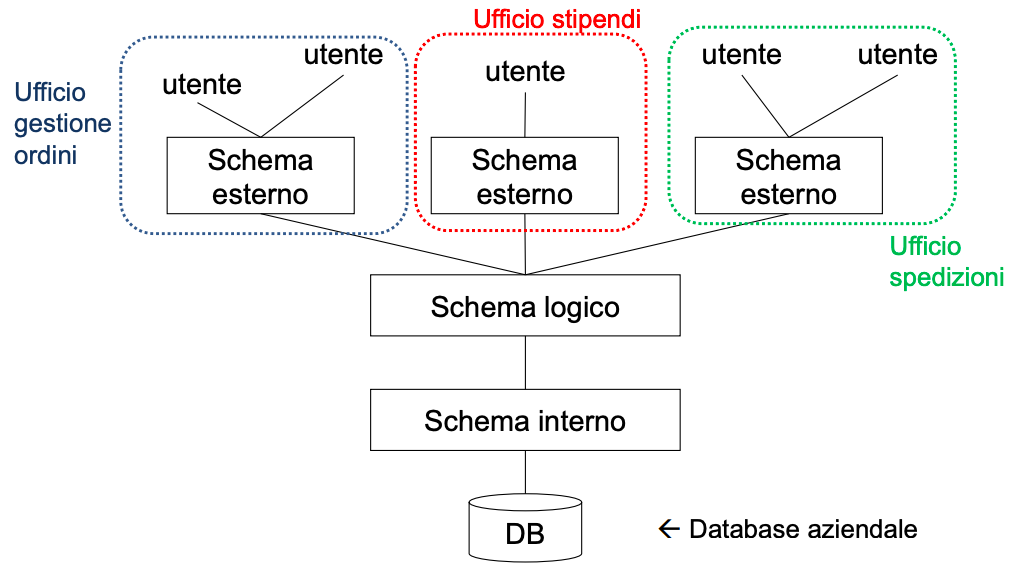 Ufficio stipendi
utente
utente
utente
utente
utente
Ufficio
gestione
ordini
Schema
esterno
Schema
esterno
Schema
esterno
Ufficio
spedizioni
Schema logico
Schema interno
DB
← Database aziendale